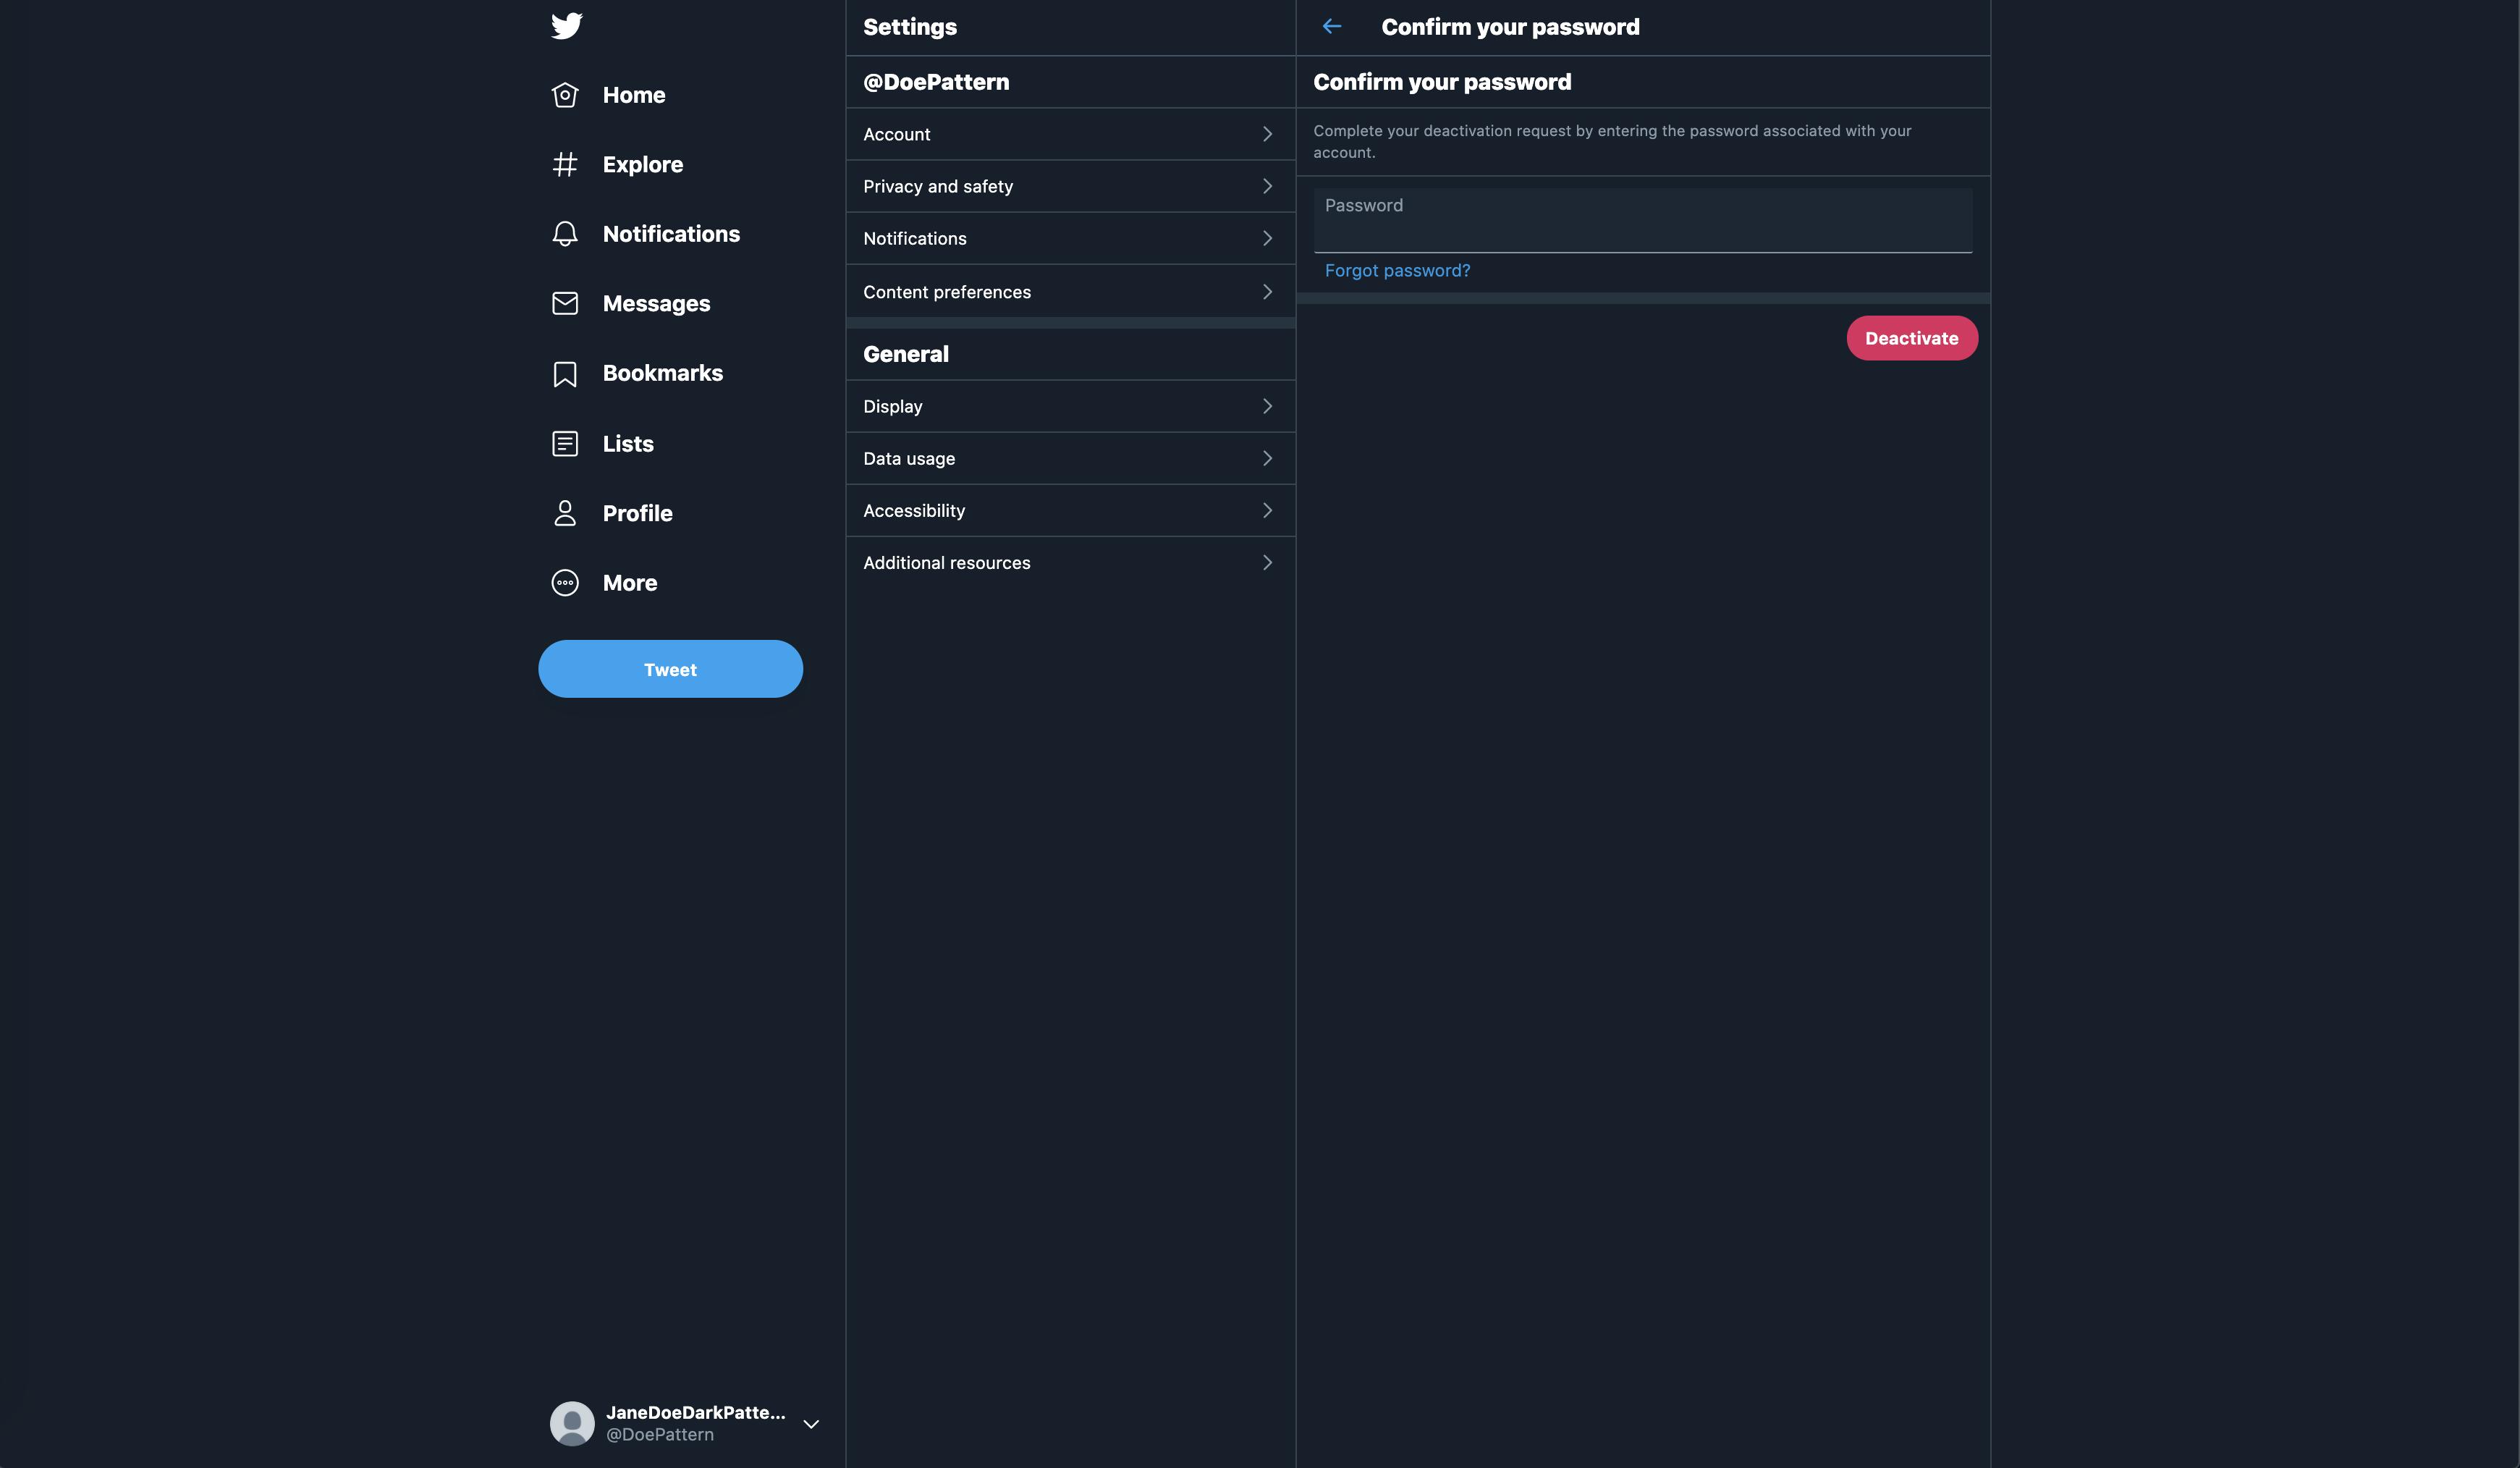 Home
Explore
Notifications
Messages
Bookmarks
Lists
Profile
More
Tweet
JaneDoeDarkPatte...
@DoePattern
Settings
@DoePattern
Account
Privacy and safety
Notifications
Content preferences
General
Display
Data usage
Accessibility
Additional resources
Confirm your password
Confirm your password
Complete your deactivation request by entering the password associated with your
account.
Password
Forgot password?
Deactivate